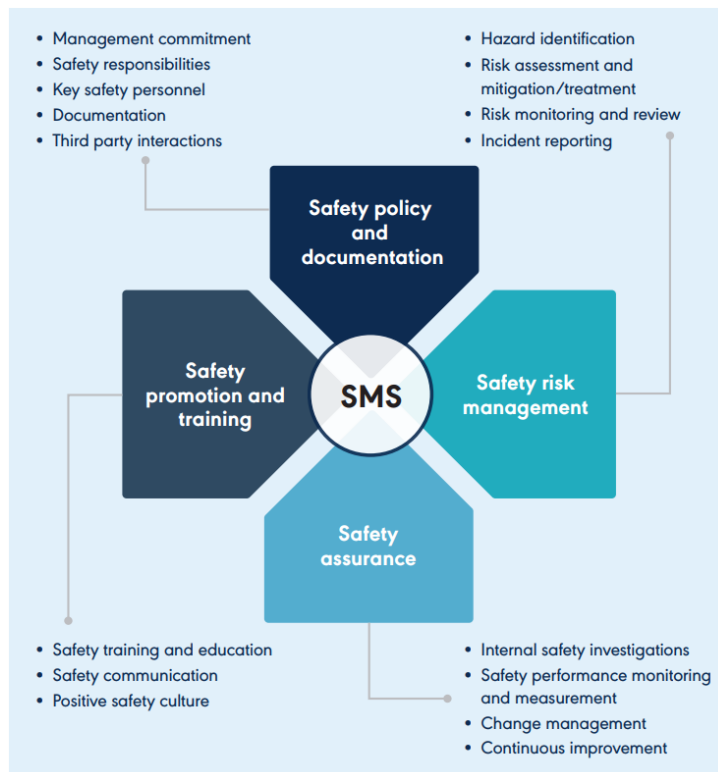 • Management commitment
• Safety responsibilities
• Key safety personnel
• Documentation
• Third party interactions
• Hazard identification
• Risk assessment and
mitigation/treatment
• Risk monitoring and review
• Incident reporting
Safety policy
and
documentation
Safety
promotion and
training
SMS
Safety risk
management
Safety
assurance
• Safety training and education
• Safety communication
• Positive safety culture
• Internal safety investigations
• Safety performance monitoring
and measurement
• Change management
• Continuous improvement